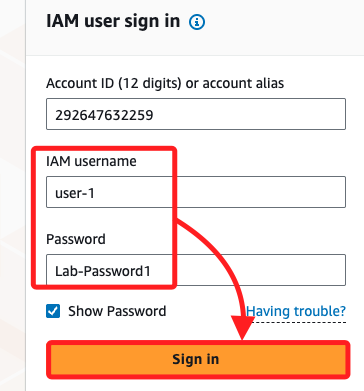 IAM user sign in
Account ID (12 digits) or account alias
292647632259
IAM username
user-1
Password
Lab-Password1
Show Password
Having trouble?
Sign in